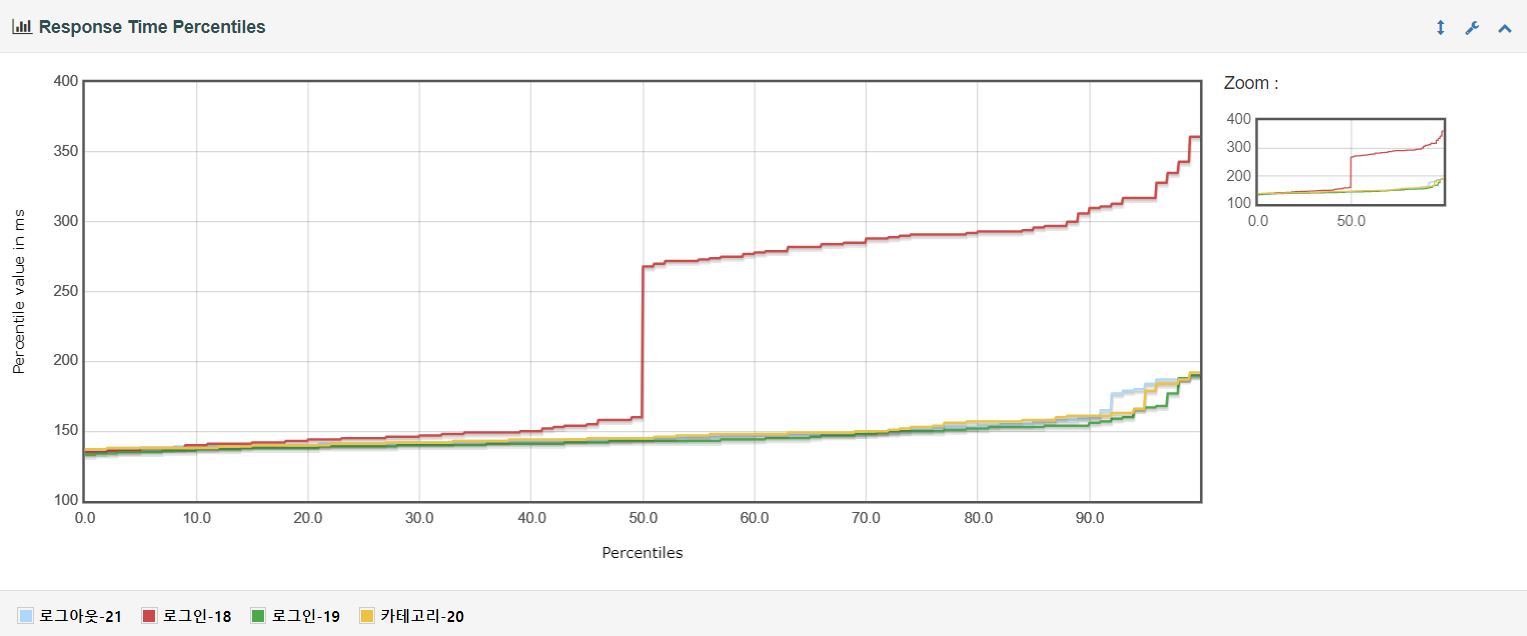 Response Time Percentiles
Zoom :
400
350
300
250
200
150
100
Percentile value in ms
0.0 10.0 20.0 30.0 40.0 50.0 60.0 70.0 80.0 90.0
Percentiles
400
300
200
100
0.0 50.0
로그아웃-21 로그인-18 로그인-19 카테고리-20